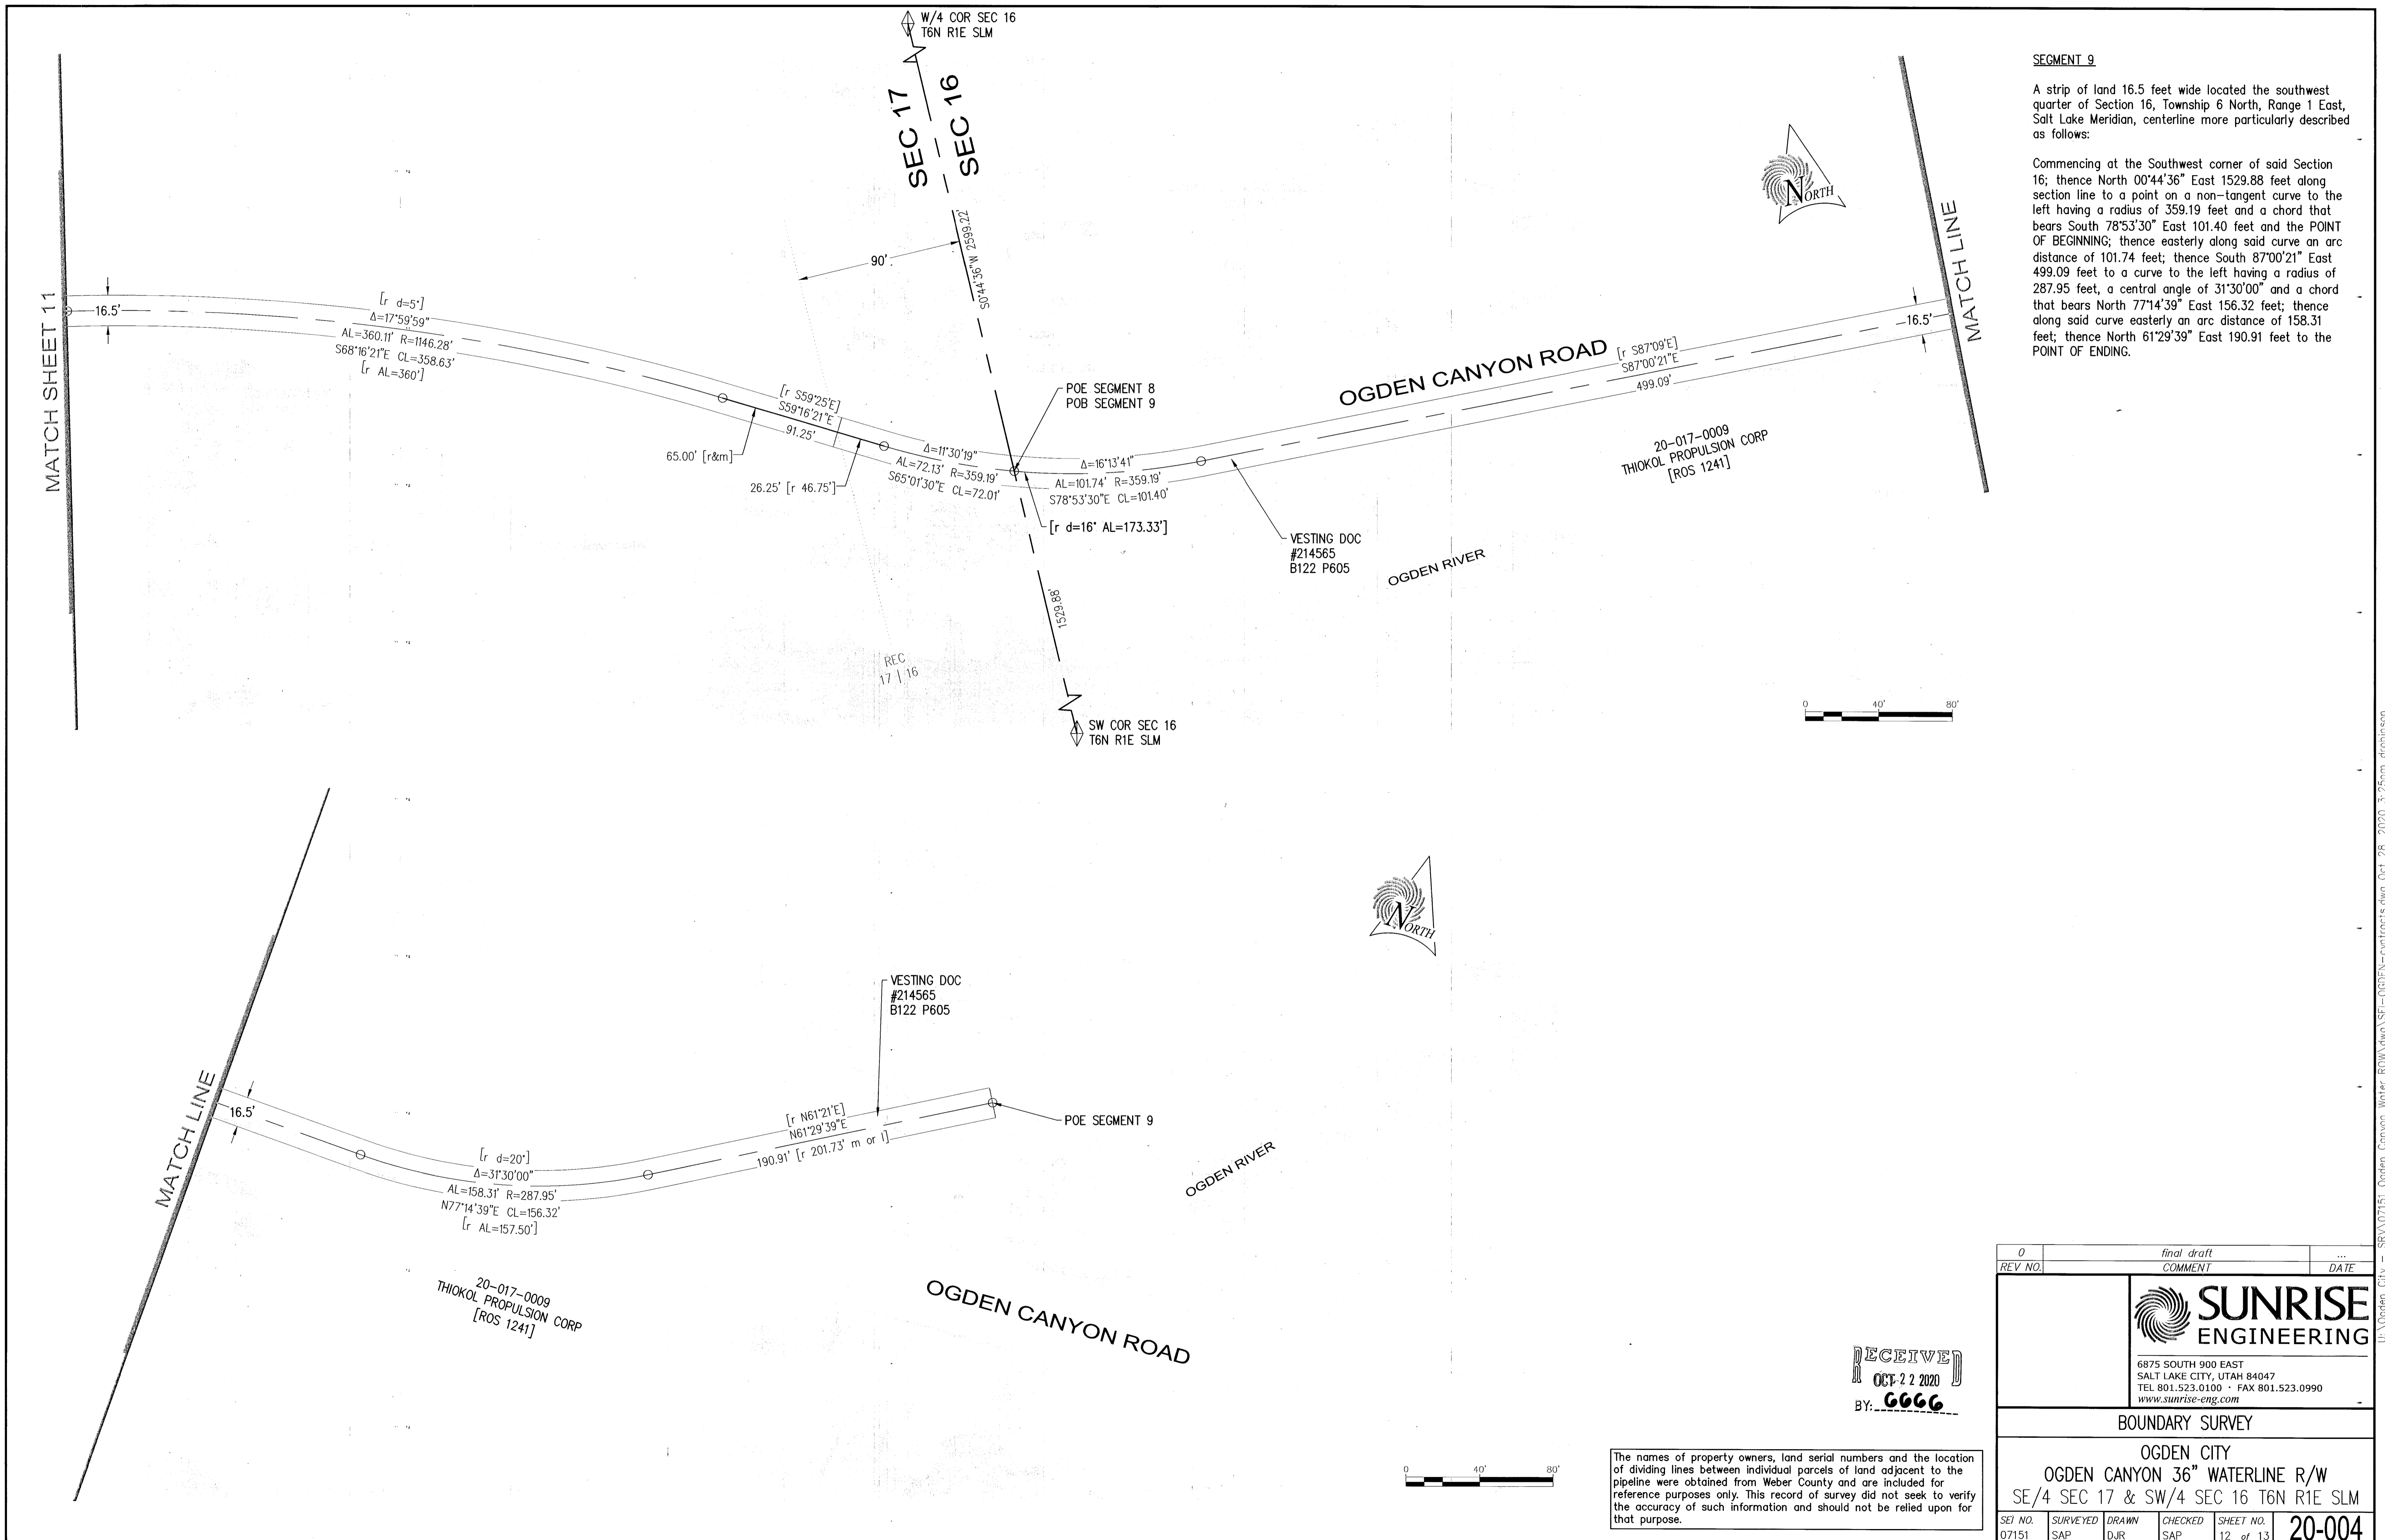 W/4 COR SEC 16
T6N R1E SLM
SEC 17
SEC 16
S0°44'36"W 2599.22'
90'
MATCH SHEET 11
16.5'
[r d=5°]
Δ=17°59'59"
AL=360.11' R=1146.28'
S68°16'21"E CL=358.63'
[r AL=360']
[r S59°25'E]
S59°16'21"E
91.25'
65.00' [r&m]
26.25' [r 46.75']
Δ=11°30'19"
AL=72.13' R=359.19'
S65°01'30"E CL=72.01'
POE SEGMENT 8
POB SEGMENT 9
Δ=16°13'41"
AL=101.74' R=359.19'
S78°53'30"E CL=101.40'
[r d=16° AL=173.33']
1529.88'
REC
17 | 16
SW COR SEC 16
T6N R1E SLM
VESTING DOC
#214565
B122 P605
OGDEN RIVER
OGDEN CANYON ROAD
[r S87°09'E]
S87°00'21"E
499.09'
20-017-0009
THIOKOL PROPULSION CORP
[ROS 1241]
16.5'
MATCH LINE
NORTH
0 40' 80'
SEGMENT 9
A strip of land 16.5 feet wide located the southwest
quarter of Section 16, Township 6 North, Range 1 East,
Salt Lake Meridian, centerline more particularly described
as follows:
Commencing at the Southwest corner of said Section
16; thence North 00°44'36" East 1529.88 feet along
section line to a point on a non-tangent curve to the
left having a radius of 359.19 feet and a chord that
bears South 78°53'30" East 101.40 feet and the POINT
OF BEGINNING; thence easterly along said curve an arc
distance of 101.74 feet; thence South 87°00'21" East
499.09 feet to a curve to the left having a radius of
287.95 feet, a central angle of 31°30'00" and a chord
that bears North 77°14'39" East 156.32 feet; thence
along said curve easterly an arc distance of 158.31
feet; thence North 61°29'39" East 190.91 feet to the
POINT OF ENDING.
MATCH LINE
16.5'
[r d=20°]
Δ=31°30'00"
AL=158.31' R=287.95'
N77°14'39"E CL=156.32'
[r AL=157.50']
VESTING DOC
#214565
B122 P605
[r N61°21'E]
N61°29'39"E
190.91' [r 201.73' m or l]
POE SEGMENT 9
OGDEN RIVER
NORTH
20-017-0009
THIOKOL PROPULSION CORP
[ROS 1241]
OGDEN CANYON ROAD
0 40' 80'
RECEIVED
OCT 22 2020
BY: 6666
The names of property owners, land serial numbers and the location
of dividing lines between individual parcels of land adjacent to the
pipeline were obtained from Weber County and are included for
reference purposes only. This record of survey did not seek to verify
the accuracy of such information and should not be relied upon for
that purpose.
0 final draft ...
REV NO. COMMENT DATE
SUNRISE
ENGINEERING
6875 SOUTH 900 EAST
SALT LAKE CITY, UTAH 84047
TEL 801.523.0100 · FAX 801.523.0990
www.sunrise-eng.com
BOUNDARY SURVEY
OGDEN CITY
OGDEN CANYON 36" WATERLINE R/W
SE/4 SEC 17 & SW/4 SEC 16 T6N R1E SLM
SEI NO. SURVEYED DRAWN CHECKED SHEET NO.
07151 SAP DJR SAP 12 of 13 20-004